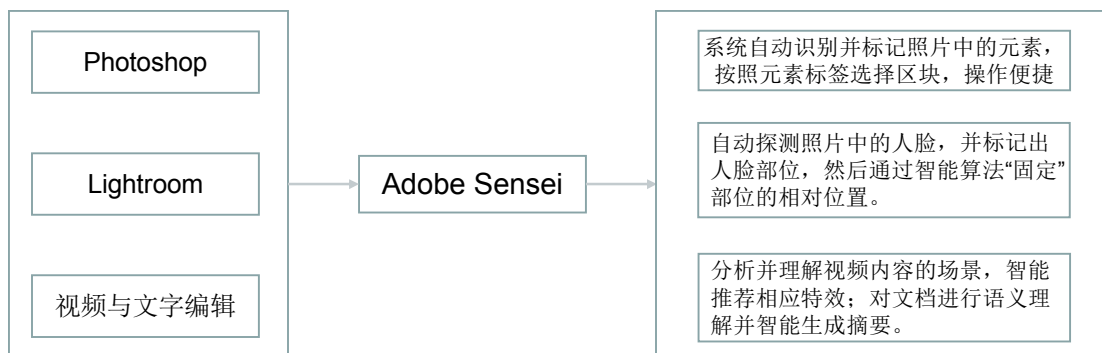 Photoshop
Lightroom
视频与文字编辑
Adobe Sensei
系统自动识别并标记照片中的元素，
按照元素标签选择区块，操作便捷
自动探测照片中的人脸，并标记出
人脸部位，然后通过智能算法“固定”
部位的相对位置。
分析并理解视频内容的场景，智能
推荐相应特效；对文档进行语义理
解并智能生成摘要。